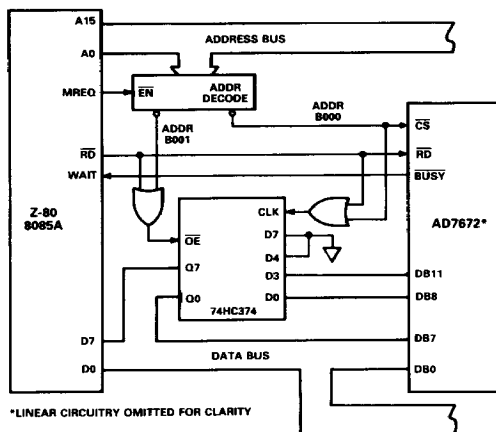 A15
ADDRESS BUS
A0
MREQ
EN
ADDR
DECODE
ADDR
B000
ADDR
B001
CS
RD
RD
WAIT
BUSY
Z-80
8085A
CLK
AD7672*
OE
D7
D4
Q7
D3
DB11
Q0
D0
DB8
74HC374
DB7
D7
DATA BUS
D0
DB0
*LINEAR CIRCUITRY OMITTED FOR CLARITY